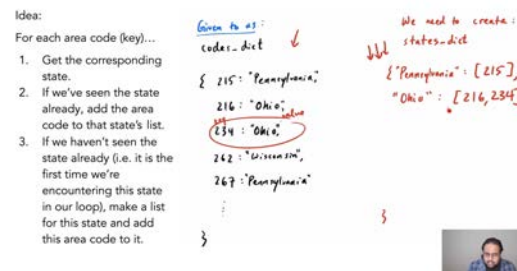 Idea:
For each area code (key)...
1. Get the corresponding
state.
2. If we've seen the state
already, add the area
code to that state's list.
3. If we haven't seen the
state already (i.e. it is the
first time we're
encountering this state
in our loop), make a list
for this state and add
this area code to it.
Given to us:
codes_dict
{ 215: "Pennsylvania",
216: "Ohio",
key value
234: "Ohio",
262: "Wisconsin",
267: "Pennsylvania"
⋮
}
We need to create:
states_dict
{ "Pennsylvania": [215],
"Ohio": [216, 234]
}